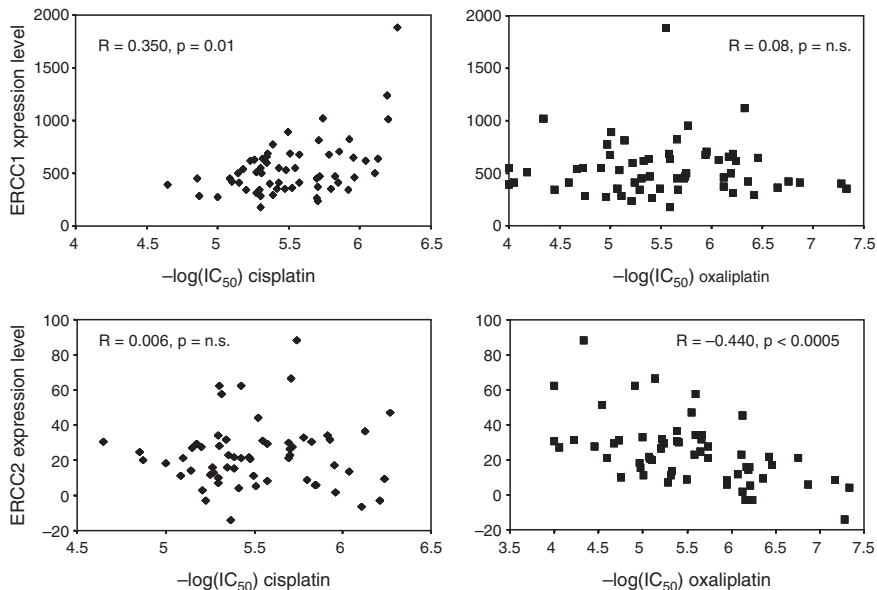 2000
1500
1000
500
0
ERCC1 xpression level
R = 0.350, p = 0.01
4 4.5 5 5.5 6 6.5
–log(IC50) cisplatin
2000
1500
1000
500
0
R = 0.08, p = n.s.
4 4.5 5 5.5 6 6.5 7 7.5
–log(IC50) oxaliplatin
100
80
60
40
20
0
–20
ERCC2 expression level
R = 0.006, p = n.s.
4.5 5 5.5 6 6.5
–log(IC50) cisplatin
100
80
60
40
20
0
–20
R = –0.440, p < 0.0005
3.5 4 4.5 5 5.5 6 6.5 7 7.5
–log(IC50) oxaliplatin